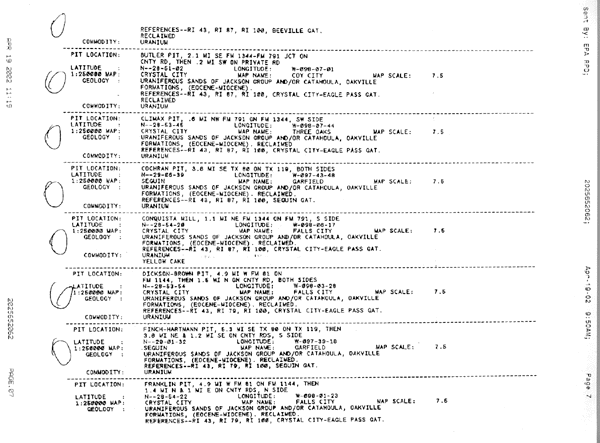 REFERENCES--RI 43, RI 87, RI 100, BEEVILLE GAT.
RECLAIMED
COMMODITY: URANIUM
PIT LOCATION: BUTLER PIT, 2.1 MI SE FM 1344-FM 791 JCT ON
CNTY RD, THEN .2 MI SW ON PRIVATE RD
LATITUDE : N--28-51-02 LONGITUDE: W-098-07-01
1:250000 MAP: CRYSTAL CITY MAP NAME: COY CITY MAP SCALE: 7.5
GEOLOGY : URANIFEROUS SANDS OF JACKSON GROUP AND/OR CATAHOULA, OAKVILLE
FORMATIONS, (EOCENE-MIOCENE).
REFERENCES--RI 43, RI 87, RI 100, CRYSTAL CITY-EAGLE PASS GAT.
RECLAIMED
COMMODITY: URANIUM
PIT LOCATION: CLIMAX PIT, .6 MI NW FM 791 ON FM 1344, SW SIDE
LATITUDE : N--28-53-46 LONGITUDE: W-098-07-44
1:250000 MAP: CRYSTAL CITY MAP NAME: THREE OAKS MAP SCALE: 7.5
GEOLOGY : URANIFEROUS SANDS OF JACKSON GROUP AND/OR CATAHOULA, OAKVILLE
FORMATIONS, (EOCENE-MIOCENE). RECLAIMED
REFERENCES--RI 43, RI 87, RI 100, CRYSTAL CITY-EAGLE PASS GAT.
COMMODITY: URANIUM
PIT LOCATION: COCHRAN PIT, 3.6 MI SE TX 80 ON TX 119, BOTH SIDES
LATITUDE : N--29-05-39 LONGITUDE: W-097-43-48
1:250000 MAP: SEGUIN MAP NAME: GARFIELD MAP SCALE: 7.5
GEOLOGY : URANIFEROUS SANDS OF JACKSON GROUP AND/OR CATAHOULA, OAKVILLE
FORMATIONS, (EOCENE-MIOCENE). RECLAIMED
REFERENCES--RI 43, RI 87, RI 100, SEGUIN GAT.
COMMODITY: URANIUM
PIT LOCATION: CONQUISTA MILL, 1.1 MI NE FM 1344 ON FM 791, S SIDE
LATITUDE : N--28-54-20 LONGITUDE: W-098-06-17
1:250000 MAP: CRYSTAL CITY MAP NAME: FALLS CITY MAP SCALE: 7.5
GEOLOGY : URANIFEROUS SANDS OF JACKSON GROUP AND/OR CATAHOULA, OAKVILLE
FORMATIONS, (EOCENE-MIOCENE). RECLAIMED
REFERENCES--RI 43, RI 87, RI 100, CRYSTAL CITY-EAGLE PASS GAT.
COMMODITY: URANIUM
YELLOW CAKE
PIT LOCATION: DICKSON-BROWN PIT, 4.9 MI W FM 81 ON
FM 1144, THEN 1.5 MI N ON CNTY RD, BOTH SIDES
LATITUDE : N--28-53-54 LONGITUDE: W-098-03-28
1:250000 MAP: CRYSTAL CITY MAP NAME: FALLS CITY MAP SCALE: 7.5
GEOLOGY : URANIFEROUS SANDS OF JACKSON GROUP AND/OR CATAHOULA, OAKVILLE
FORMATIONS, (EOCENE-MIOCENE). RECLAIMED.
REFERENCES--RI 43, RI 79, RI 100, CRYSTAL CITY-EAGLE PASS GAT.
COMMODITY: URANIUM
PIT LOCATION: FINCH-HARTMANN PIT, 6.3 MI SE TX 80 ON TX 119, THEN
3.0 MI NE & 1.2 MI SE ON CNTY RDS, S SIDE
LATITUDE : N--29-01-32 LONGITUDE: W-097-39-10
1:250000 MAP: SEGUIN MAP NAME: GARFIELD MAP SCALE: 7.5
GEOLOGY : URANIFEROUS SANDS OF JACKSON GROUP AND/OR CATAHOULA, OAKVILLE
FORMATIONS, (EOCENE-MIOCENE). RECLAIMED.
REFERENCES--RI 43, RI 79, RI 100, SEGUIN GAT.
COMMODITY: URANIUM
PIT LOCATION: FRANKLIN PIT, 4.9 MI W FM 81 ON FM 1144, THEN
1.4 MI N & 1 MI E ON CNTY RDS, N SIDE
LATITUDE : N--28-54-22 LONGITUDE: W-098-01-23
1:250000 MAP: CRYSTAL CITY MAP NAME: FALLS CITY MAP SCALE: 7.5
GEOLOGY : URANIFEROUS SANDS OF JACKSON GROUP AND/OR CATAHOULA, OAKVILLE
FORMATIONS, (EOCENE-MIOCENE). RECLAIMED
REFERENCES--RI 43, RI 79, RI 100, CRYSTAL CITY-EAGLE PASS GAT.
Sent By: EPA RPD;
2025652062;
Apr-19-02 9:50AM;
Page 7
19 2002 11:19
2025652062
PAGE.07